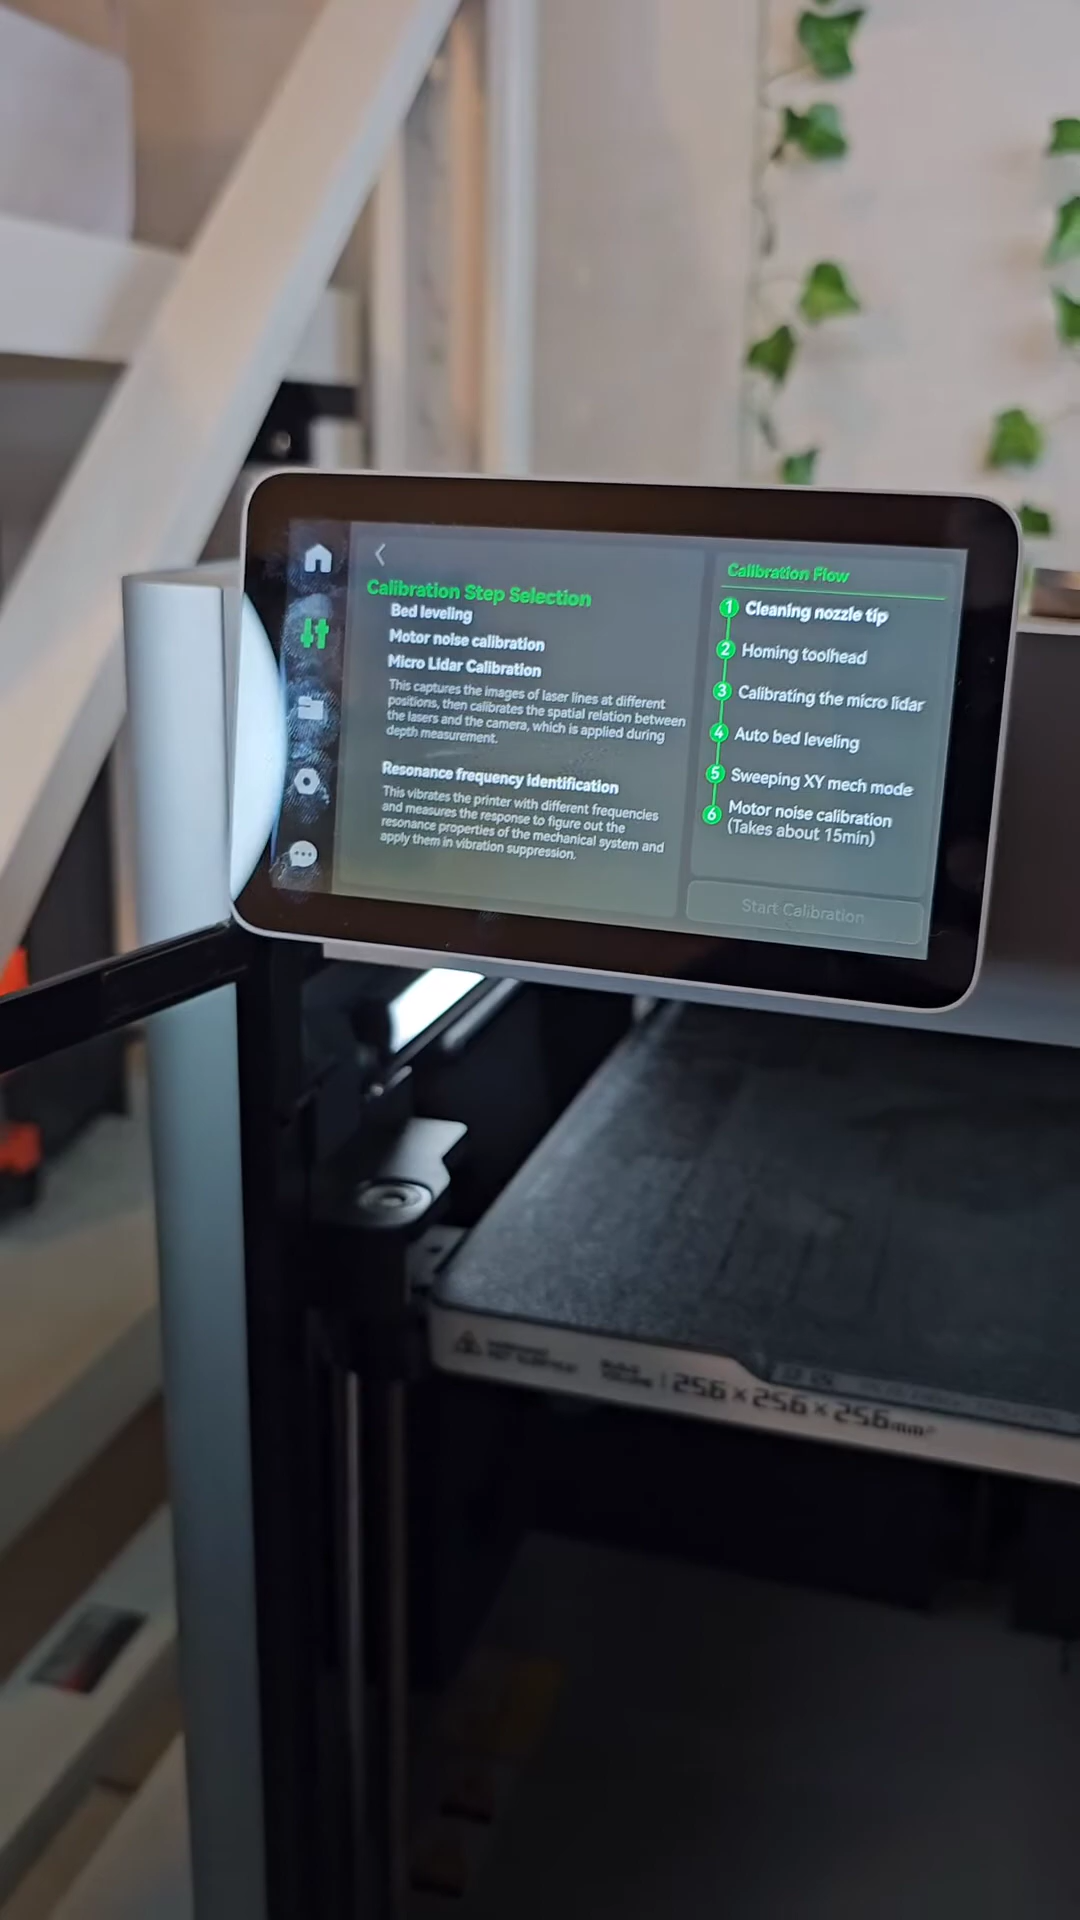 Calibration Step Selection
Bed leveling
Motor noise calibration
Micro Lidar Calibration
This captures the images of laser lines at different
positions, then calibrates the spatial relation between
the lasers and the camera, which is applied during
depth measurement.
Resonance frequency identification
This vibrates the printer with different frequencies
and measures the response to figure out the
resonance properties of the mechanical system and
apply them in vibration suppression.
Calibration Flow
1 Cleaning nozzle tip
2 Homing toolhead
3 Calibrating the micro lidar
4 Auto bed leveling
5 Sweeping XY mech mode
6 Motor noise calibration
(Takes about 15min)
Start Calibration
256 × 256 × 256